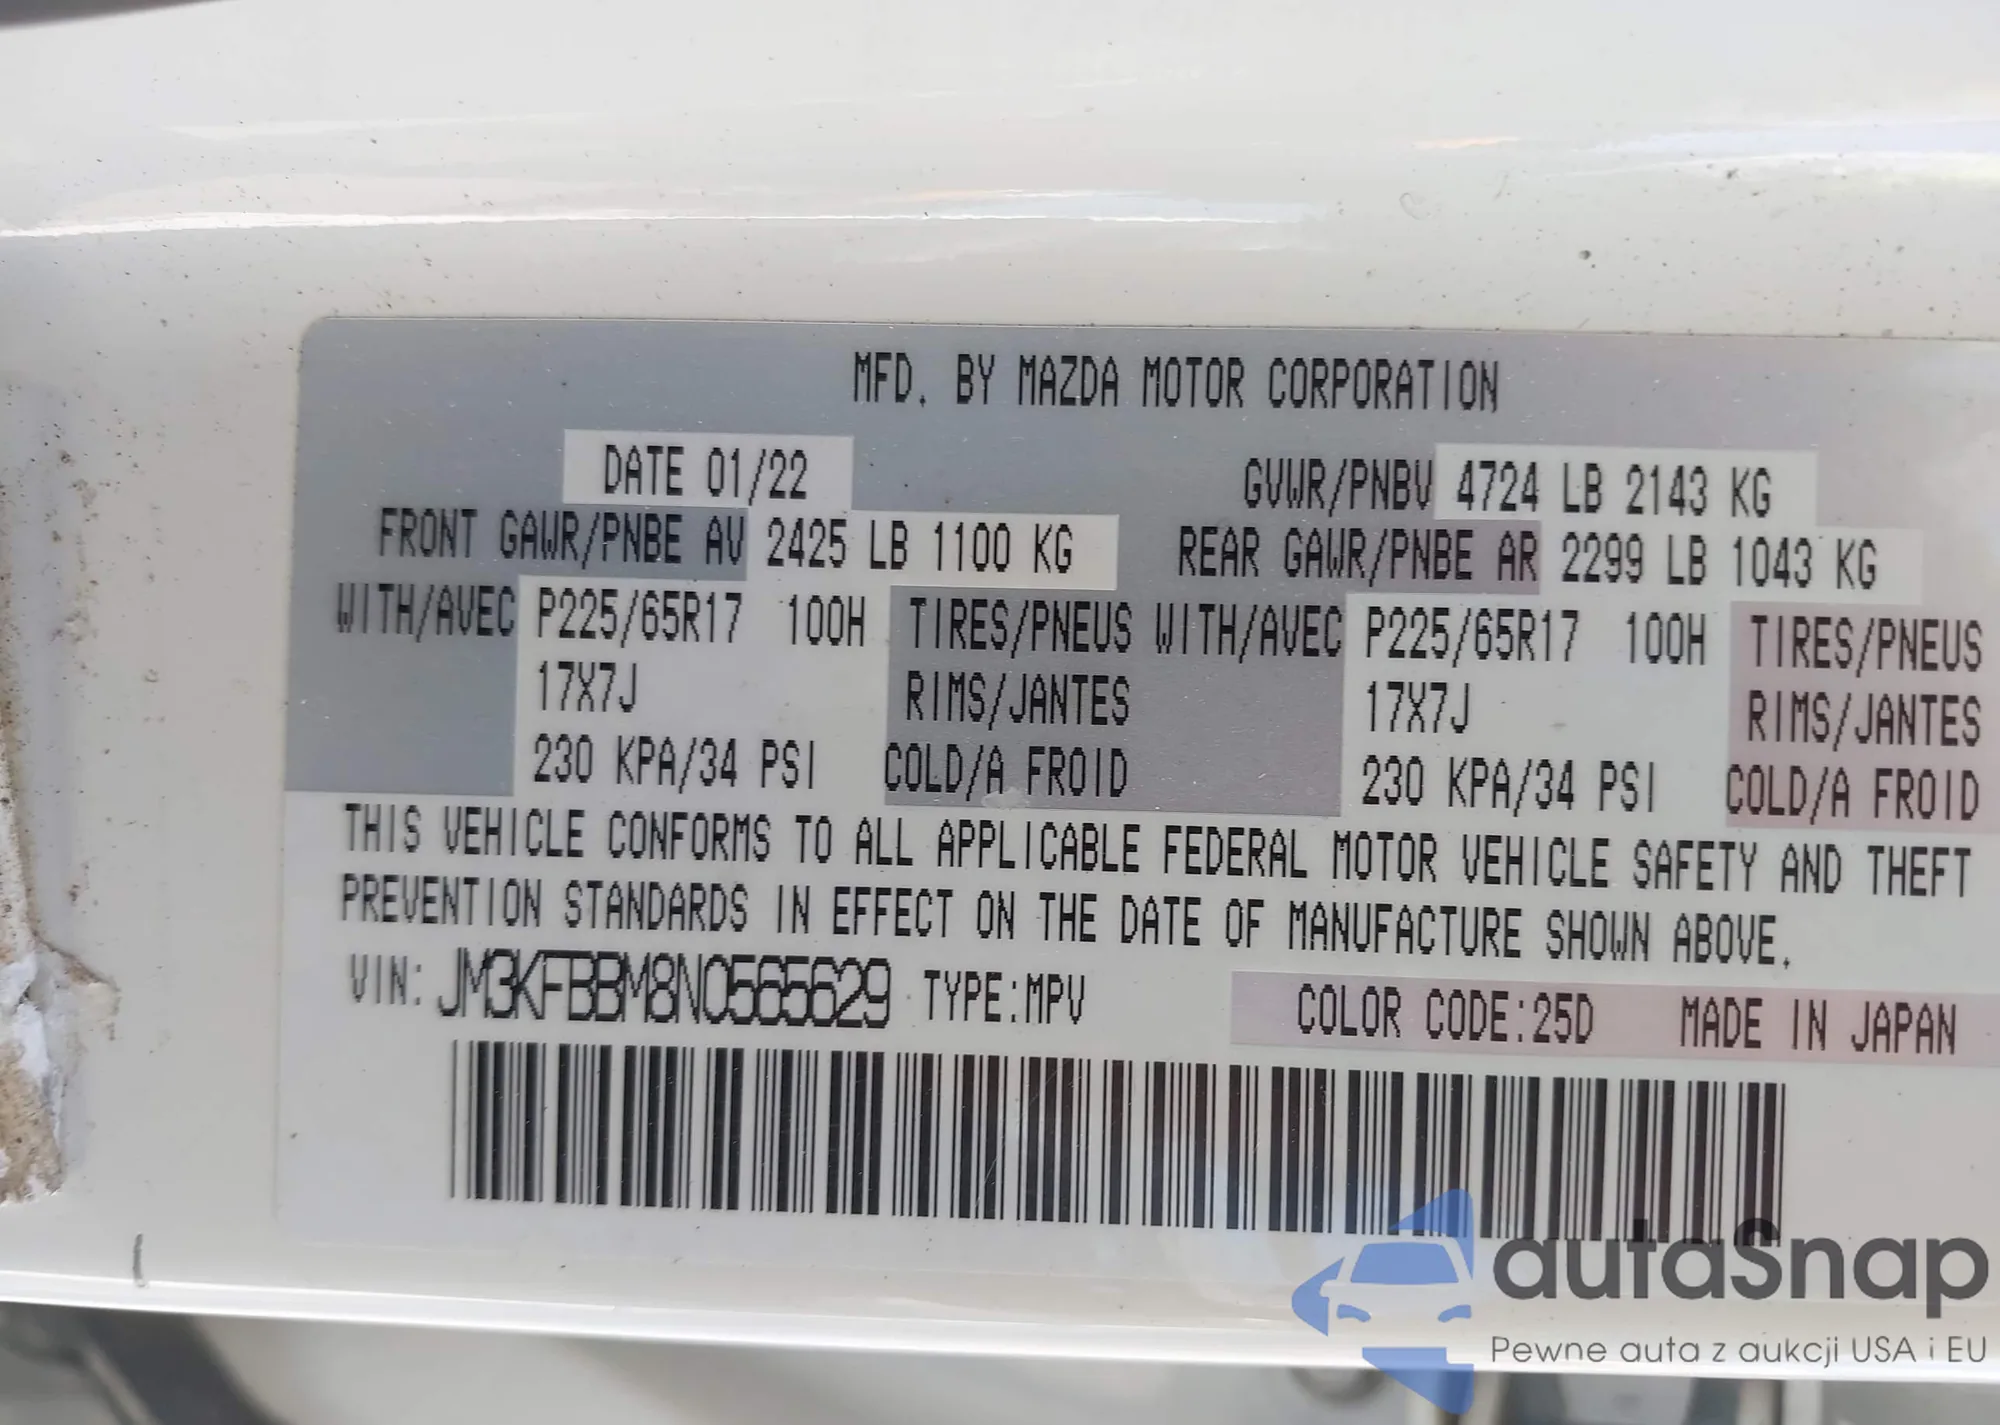 MFD. BY MAZDA MOTOR CORPORATION
DATE 01/22 GVWR/PNBV 4724 LB 2143 KG
FRONT GAWR/PNBE AV 2425 LB 1100 KG REAR GAWR/PNBE AR 2299 LB 1043 KG
WITH/AVEC P225/65R17 100H TIRES/PNEUS WITH/AVEC P225/65R17 100H TIRES/PNEUS
17X7J RIMS/JANTES 17X7J RIMS/JANTES
230 KPA/34 PSI COLD/A FROID 230 KPA/34 PSI COLD/A FROID
THIS VEHICLE CONFORMS TO ALL APPLICABLE FEDERAL MOTOR VEHICLE SAFETY AND THEFT
PREVENTION STANDARDS IN EFFECT ON THE DATE OF MANUFACTURE SHOWN ABOVE.
VIN: JM3KFBBM8N0565629 TYPE:MPV COLOR CODE:25D MADE IN JAPAN
autaSnap
Pewne auta z aukcji USA i EU